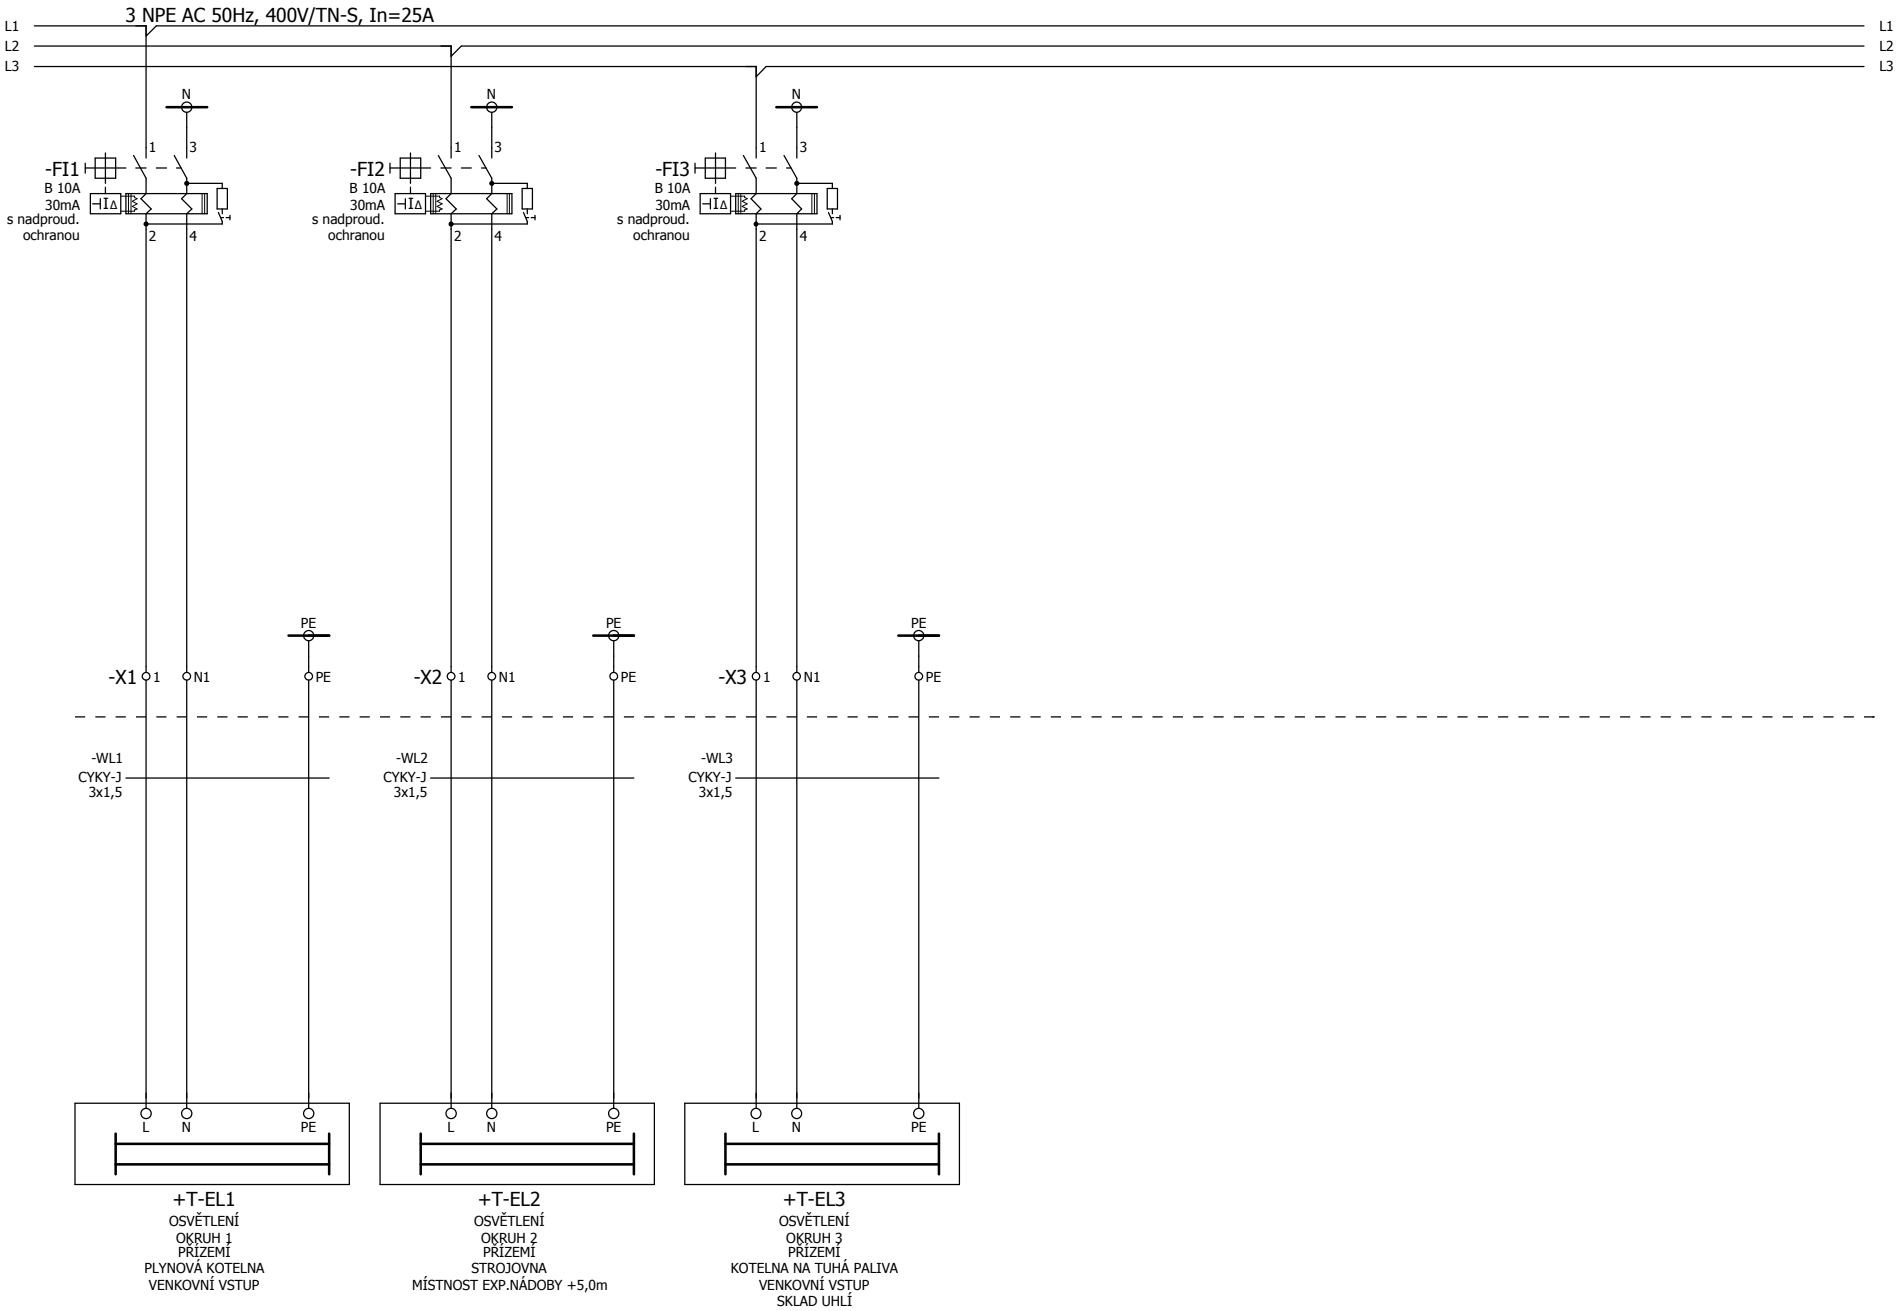 3 NPE AC 50Hz, 400V/TN-S, In=25A
L1 L1
L2 L2
L3 L3
N N N
1 3 1 3 1 3
-FI1
B 10A
30mA
s nadproud.
ochranou
IΔ
2 4
-FI2
B 10A
30mA
s nadproud.
ochranou
IΔ
2 4
-FI3
B 10A
30mA
s nadproud.
ochranou
IΔ
2 4
PE PE PE
-X1 1 N1 PE
-X2 1 N1 PE
-X3 1 N1 PE
-WL1
CYKY-J
3x1,5
-WL2
CYKY-J
3x1,5
-WL3
CYKY-J
3x1,5
L N PE
L N PE
L N PE
+T-EL1
OSVĚTLENÍ
OKRUH 1
PŘÍZEMÍ
PLYNOVÁ KOTELNA
VENKOVNÍ VSTUP
+T-EL2
OSVĚTLENÍ
OKRUH 2
PŘÍZEMÍ
STROJOVNA
MÍSTNOST EXP.NÁDOBY +5,0m
+T-EL3
OSVĚTLENÍ
OKRUH 3
PŘÍZEMÍ
KOTELNA NA TUHÁ PALIVA
VENKOVNÍ VSTUP
SKLAD UHLÍ